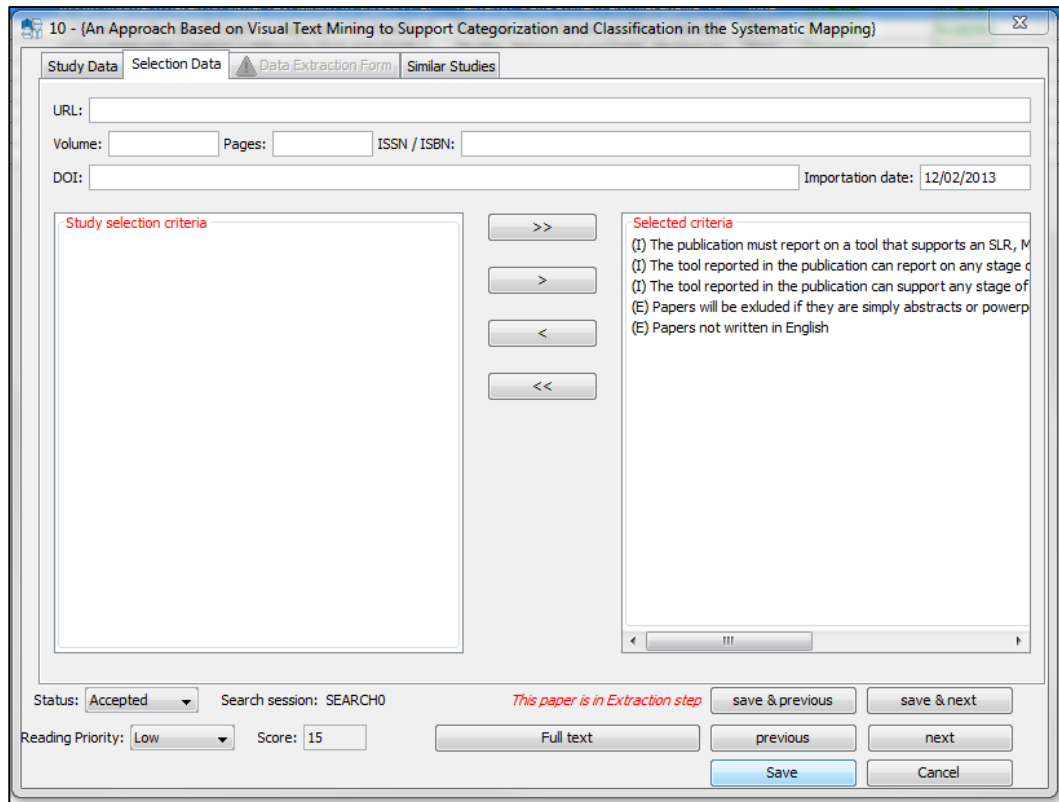 10 - {An Approach Based on Visual Text Mining to Support Categorization and Classification in the Systematic Mapping}
Study Data Selection Data Data Extraction Form Similar Studies
URL:
Volume: Pages: ISSN / ISBN:
DOI: Importation date: 12/02/2013
Study selection criteria
>>
>
<
<<
Selected criteria
(I) The publication must report on a tool that supports an SLR, M
(I) The tool reported in the publication can report on any stage
(I) The tool reported in the publication can support any stage of
(E) Papers will be exluded if they are simply abstracts or powerp
(E) Papers not written in English
Status: Accepted Search session: SEARCH0 This paper is in Extraction step save & previous save & next
Reading Priority: Low Score: 15 Full text previous next
Save Cancel